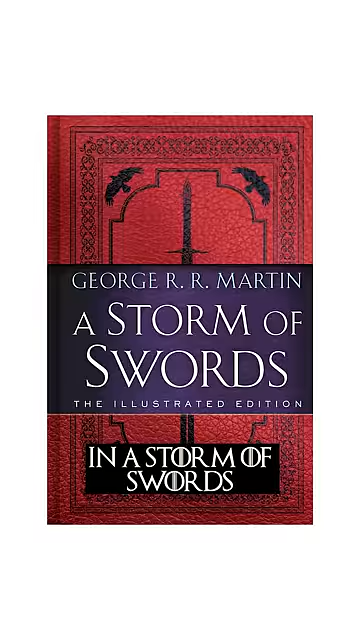 GEORGE R. R. MARTIN
A STORM OF
SWORDS
THE ILLUSTRATED EDITION
IN A STORM OF
SWORDS